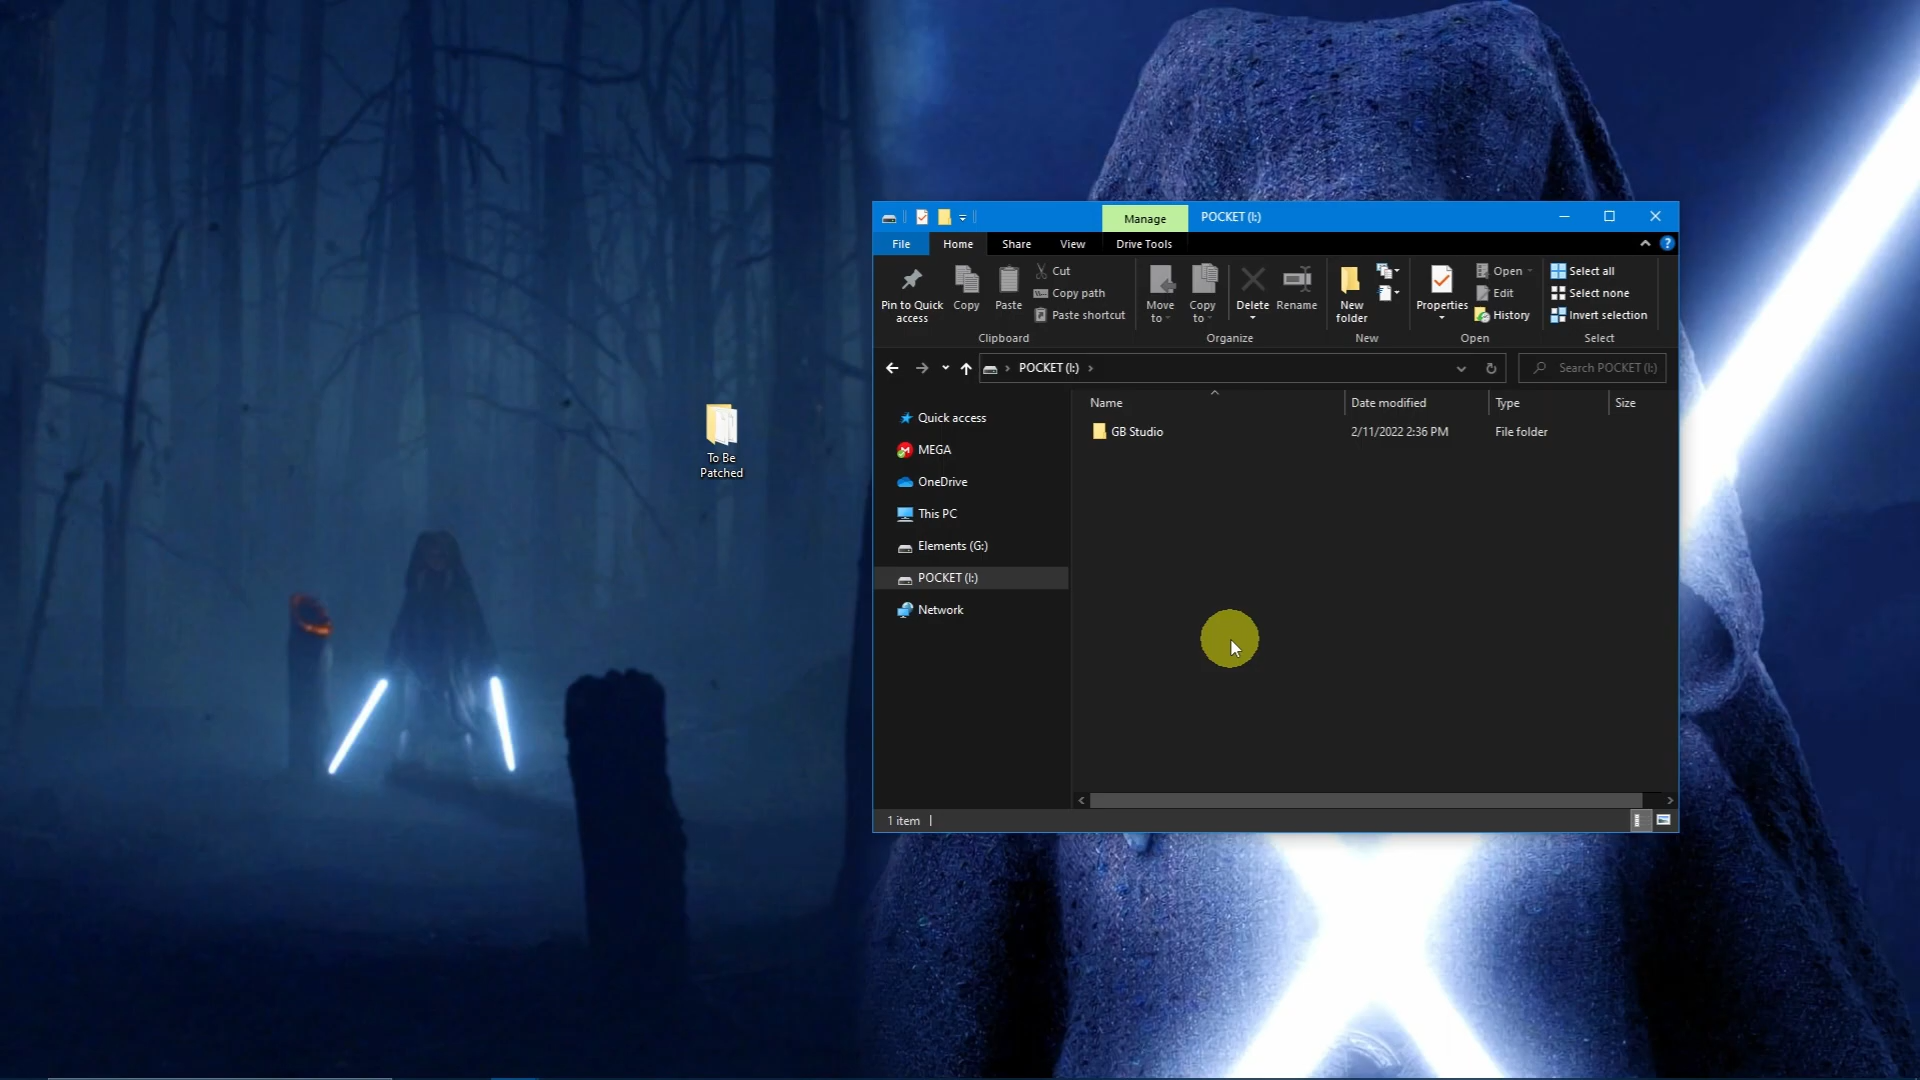 Manage
POCKET (I:)
File
Home
Share
View
Drive Tools
Pin to Quick
access
Copy
Paste
Cut
Copy path
Paste shortcut
Clipboard
Move
to
Copy
to
Delete
Rename
Organize
New
folder
New
Properties
Open
Edit
History
Open
Select all
Select none
Invert selection
Select
POCKET (I:)
Search POCKET (I:)
Quick access
MEGA
OneDrive
This PC
Elements (G:)
POCKET (I:)
Network
Name
Date modified
Type
Size
GB Studio
2/11/2022 2:36 PM
File folder
1 item
To Be
Patched